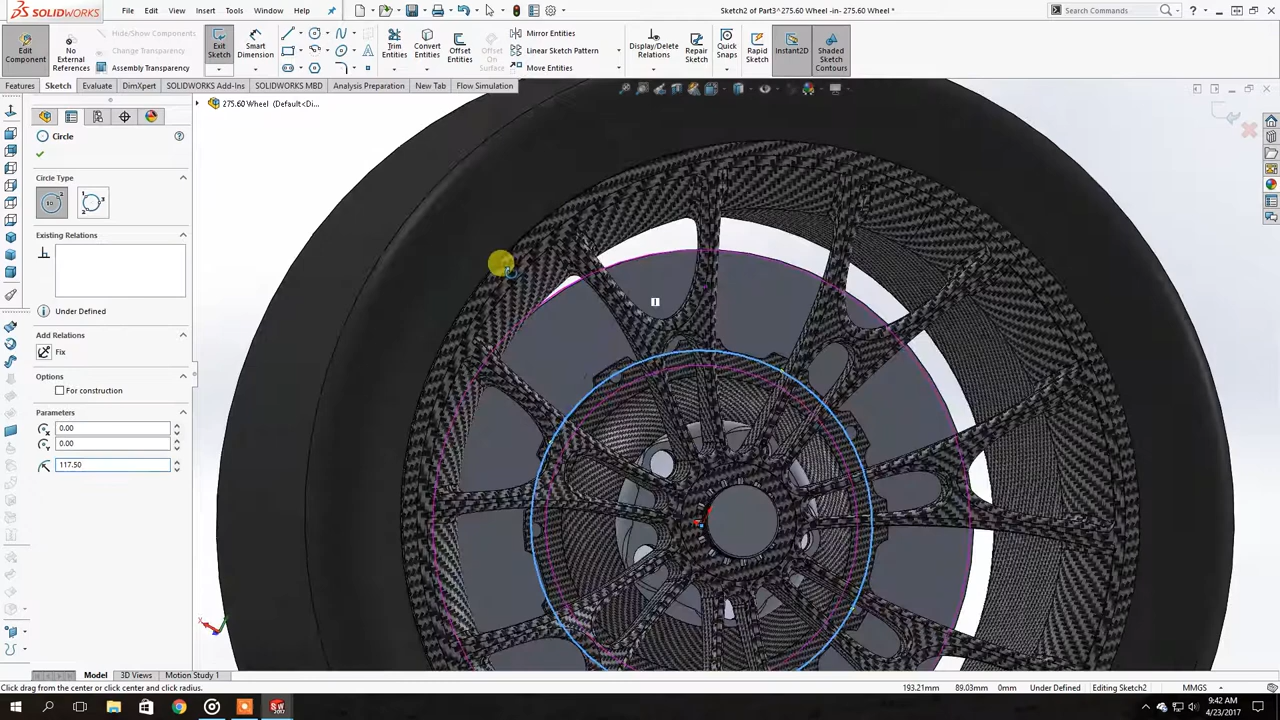 SOLIDWORKS File Edit View Insert Tools Window Help Sketch2 of Part3^275.60 Wheel -in- 275.60 Wheel * Search Commands
Edit Component
No External References
Hide/Show Components
Change Transparency
Assembly Transparency
Exit Sketch
Smart Dimension
Trim Entities
Convert Entities
Offset Entities
Offset On Surface
Mirror Entities
Linear Sketch Pattern
Move Entities
Display/Delete Relations
Repair Sketch
Quick Snaps
Rapid Sketch
Instant2D
Shaded Sketch Contours
Features Sketch Evaluate DimXpert SOLIDWORKS Add-Ins SOLIDWORKS MBD Analysis Preparation New Tab Flow Simulation
275.60 Wheel (Default<Di...
Circle
Circle Type
Existing Relations
Under Defined
Add Relations
Fix
Options
For construction
Parameters
0.00
0.00
117.50
Model 3D Views Motion Study 1
Click drag from the center or click center and click radius. 193.21mm 89.03mm 0mm Under Defined Editing Sketch2 MMGS
9:42 AM
4/23/2017